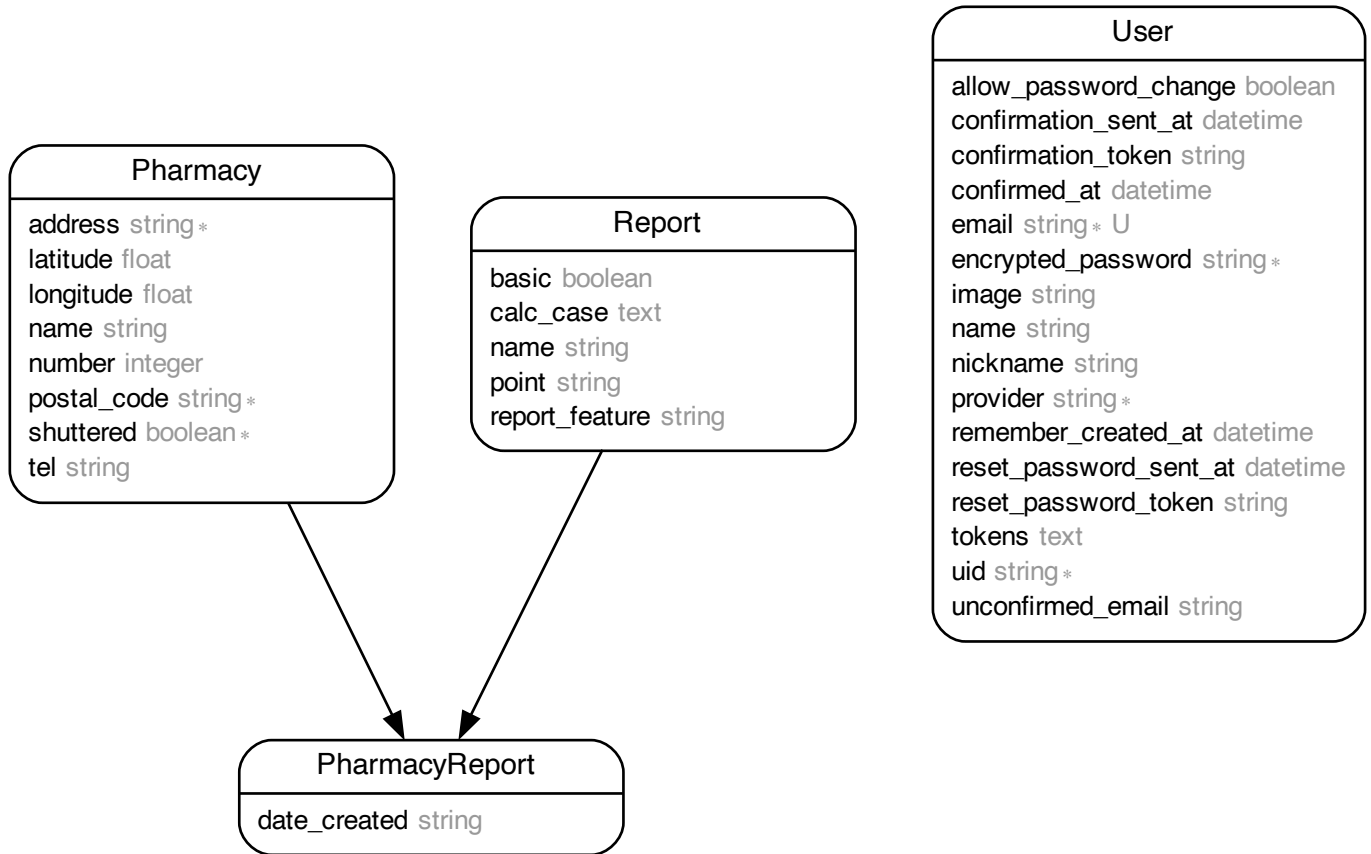 Pharmacy
address string*
latitude float
longitude float
name string
number integer
postal_code string*
shuttered boolean*
tel string
Report
basic boolean
calc_case text
name string
point string
report_feature string
User
allow_password_change boolean
confirmation_sent_at datetime
confirmation_token string
confirmed_at datetime
email string* U
encrypted_password string*
image string
name string
nickname string
provider string*
remember_created_at datetime
reset_password_sent_at datetime
reset_password_token string
tokens text
uid string*
unconfirmed_email string
PharmacyReport
date_created string